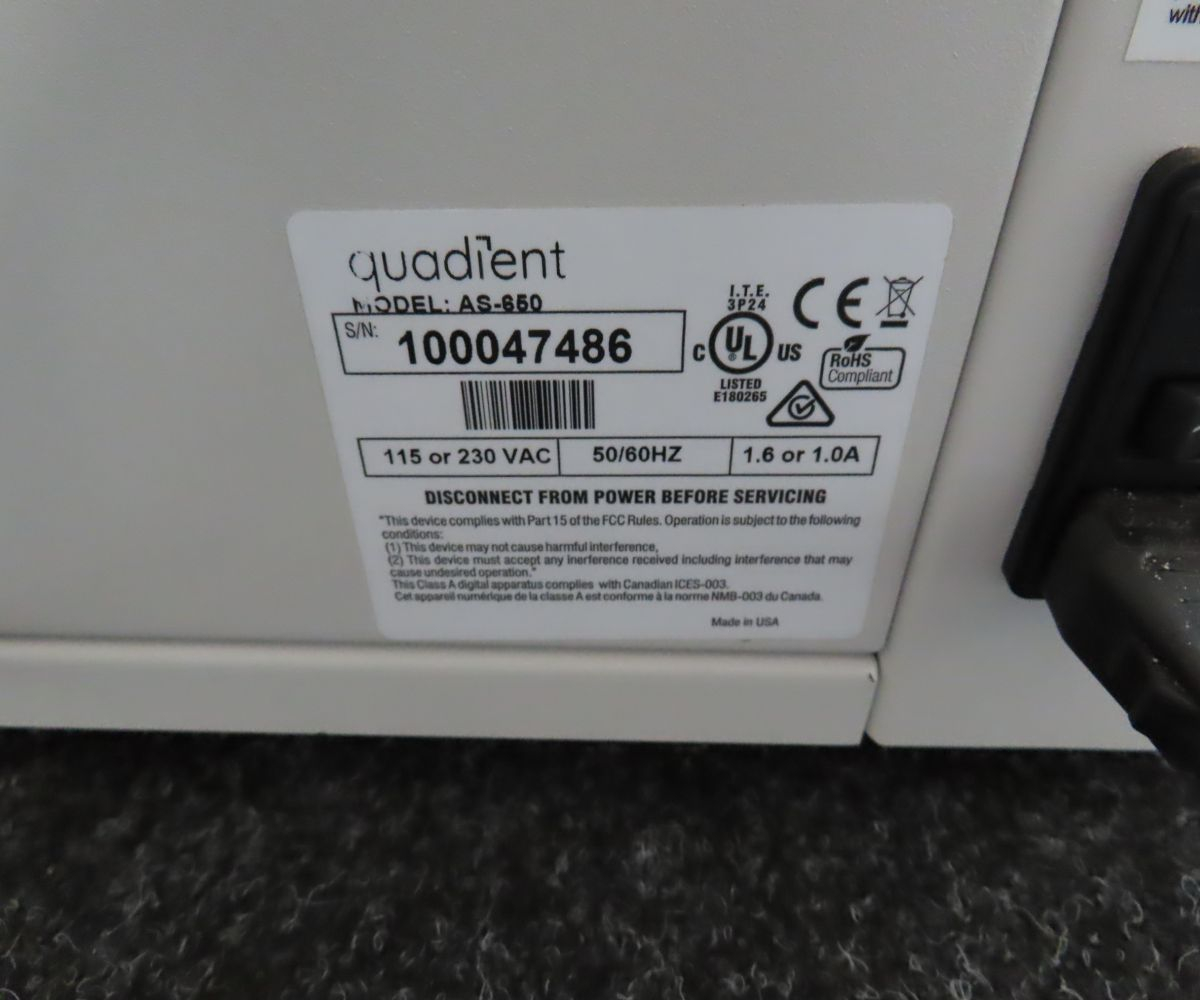 with
quadient
MODEL: AS-650
S/N: 100047486
I.T.E.
3P24
C UL ® US
LISTED
E180265
CE
RoHS
Compliant
115 or 230 VAC 50/60HZ 1.6 or 1.0A
DISCONNECT FROM POWER BEFORE SERVICING
"This device complies with Part 15 of the FCC Rules. Operation is subject to the following
conditions:
(1) This device may not cause harmful interference,
(2) This device must accept any inerference received including interference that may
cause undesired operation."
This Class A digital apparatus complies with Canadian ICES-003.
Cet appareil numérique de la classe A est conforme à la norme NMB-003 du Canada.
Made in USA